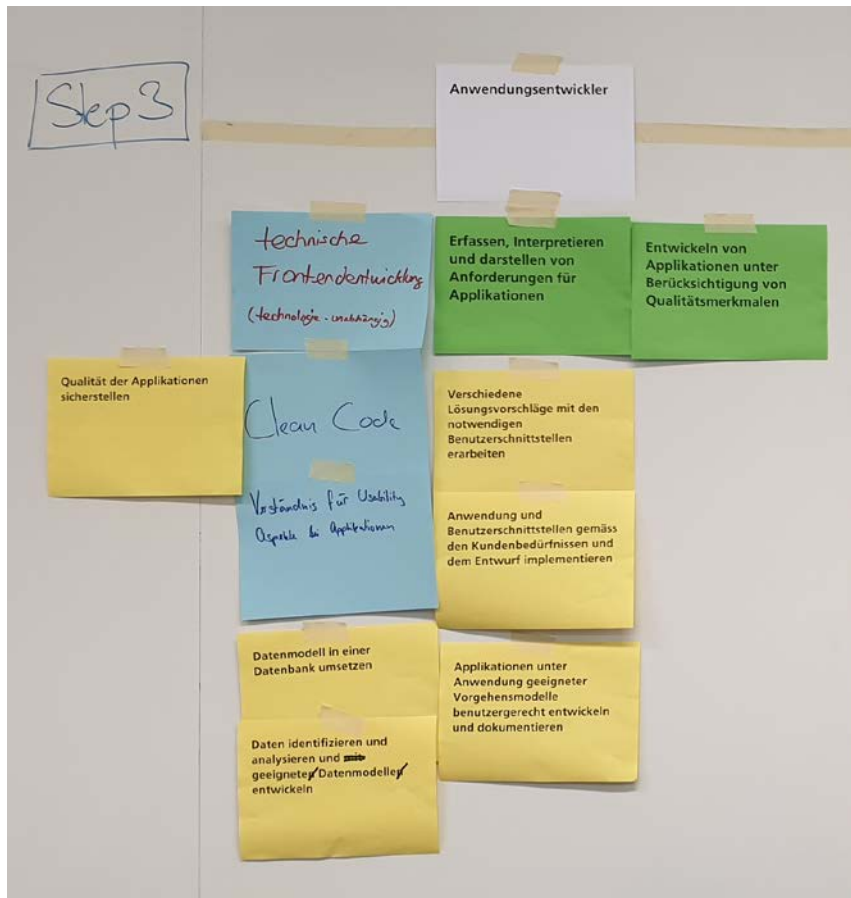 Step 3
Anwendungsentwickler
technische
Frontendentwicklung
(technologie-unabhängig)
Erfassen, Interpretieren
und darstellen von
Anforderungen für
Applikationen
Entwickeln von
Applikationen unter
Berücksichtigung von
Qualitätsmerkmalen
Qualität der Applikationen
sicherstellen
Clean Code
Verständnis für Usability
Aspekte bei Applikationen
Verschiedene
Lösungsvorschläge mit den
notwendigen
Benutzerschnittstellen
erarbeiten
Anwendung und
Benutzerschnittstellen gemäss
den Kundenbedürfnissen und
dem Entwurf implementieren
Datenmodell in einer
Datenbank umsetzen
Daten identifizieren und
analysieren und
geeignete Datenmodelle
entwickeln
Applikationen unter
Anwendung geeigneter
Vorgehensmodelle
benutzergerecht entwickeln
und dokumentieren